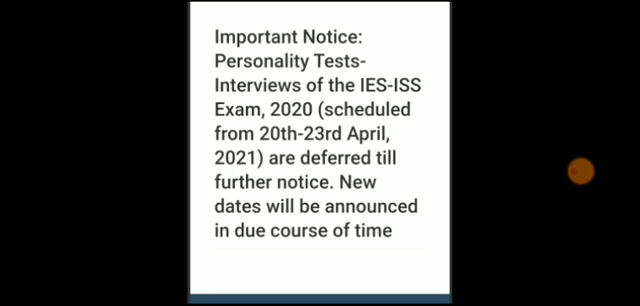 Important Notice:
Personality Tests-
Interviews of the IES-ISS
Exam, 2020 (scheduled
from 20th-23rd April,
2021) are deferred till
further notice. New
dates will be announced
in due course of time